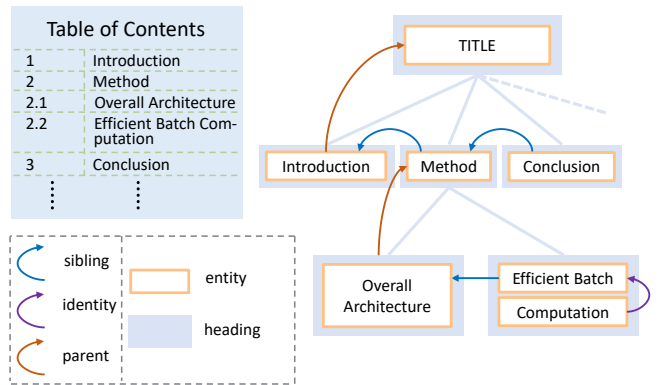 Table of Contents
1 Introduction
2 Method
2.1 Overall Architecture
2.2 Efficient Batch Com-
putation
3 Conclusion
TITLE
Introduction
Method
Conclusion
Overall
Architecture
Efficient Batch
Computation
sibling
identity
parent
entity
heading